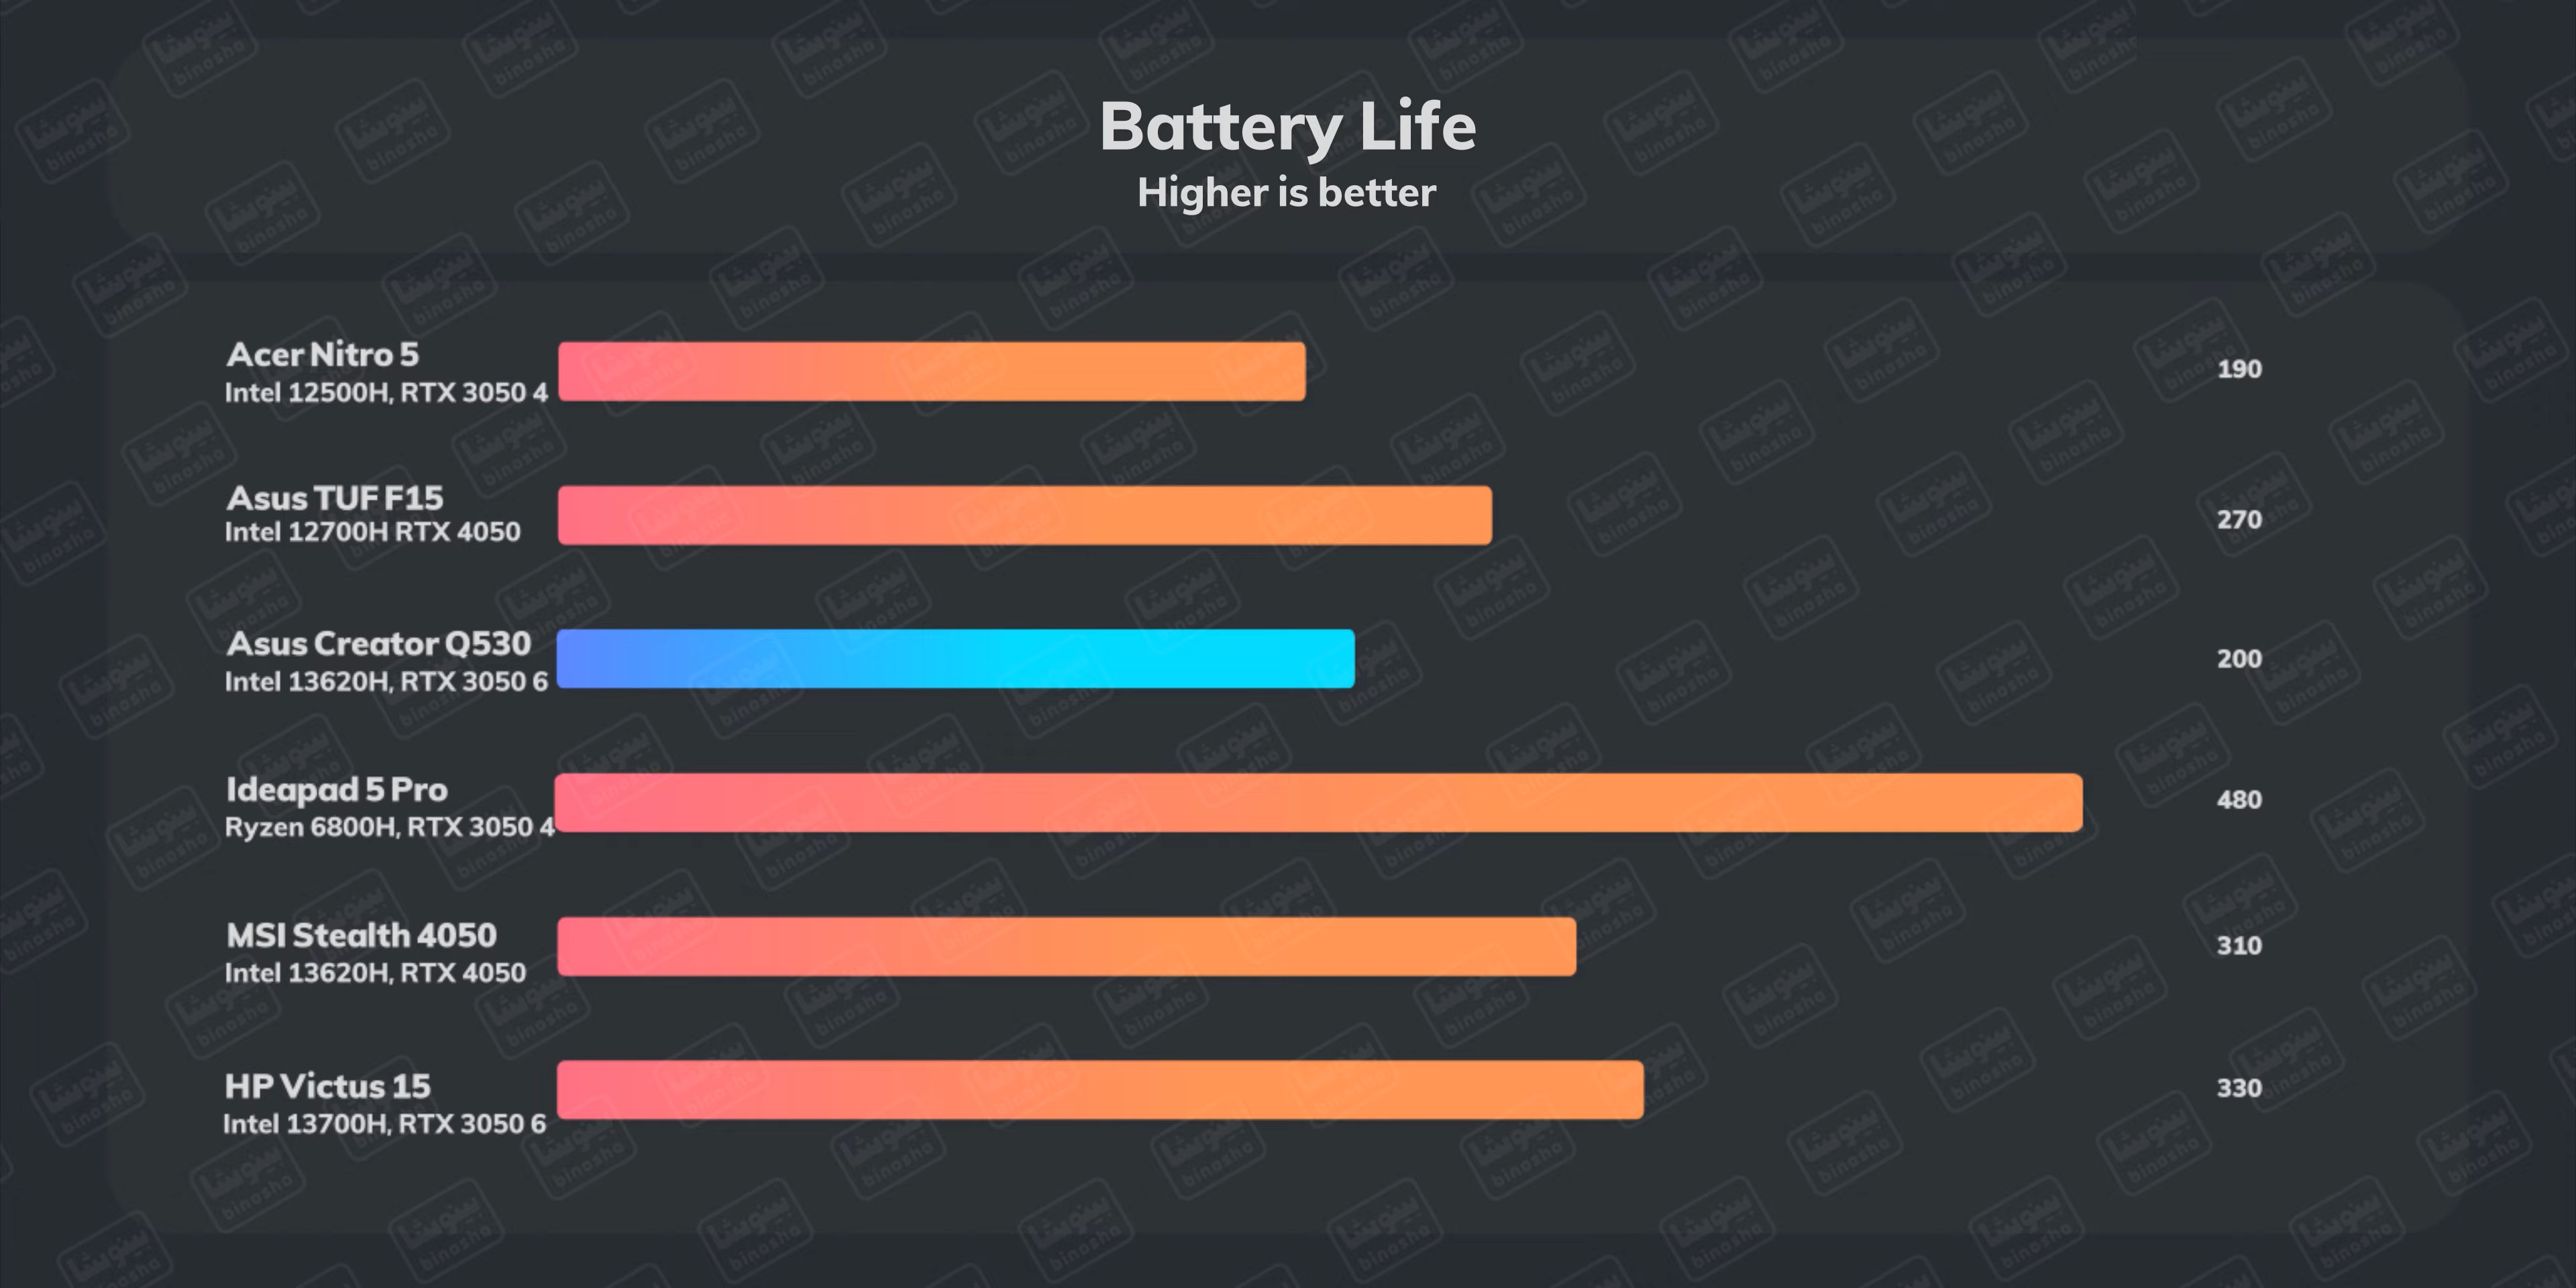 Battery Life
Higher is better
Acer Nitro 5
Intel 12500H, RTX 3050 4
190
Asus TUF F15
Intel 12700H RTX 4050
270
Asus Creator Q530
Intel 13620H, RTX 3050 6
200
Ideapad 5 Pro
Ryzen 6800H, RTX 3050 4
480
MSI Stealth 4050
Intel 13620H, RTX 4050
310
HP Victus 15
Intel 13700H, RTX 3050 6
330
بینوشا
binosha